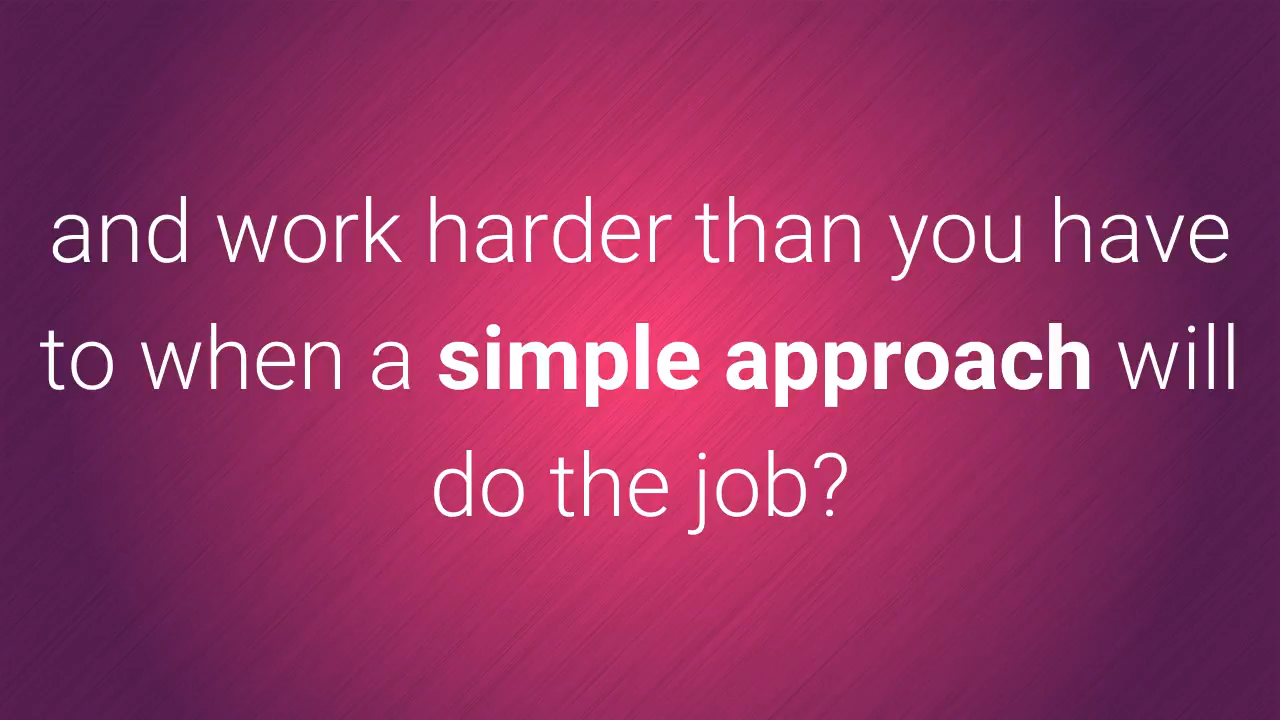 and work harder than you have
to when a simple approach will
do the job?